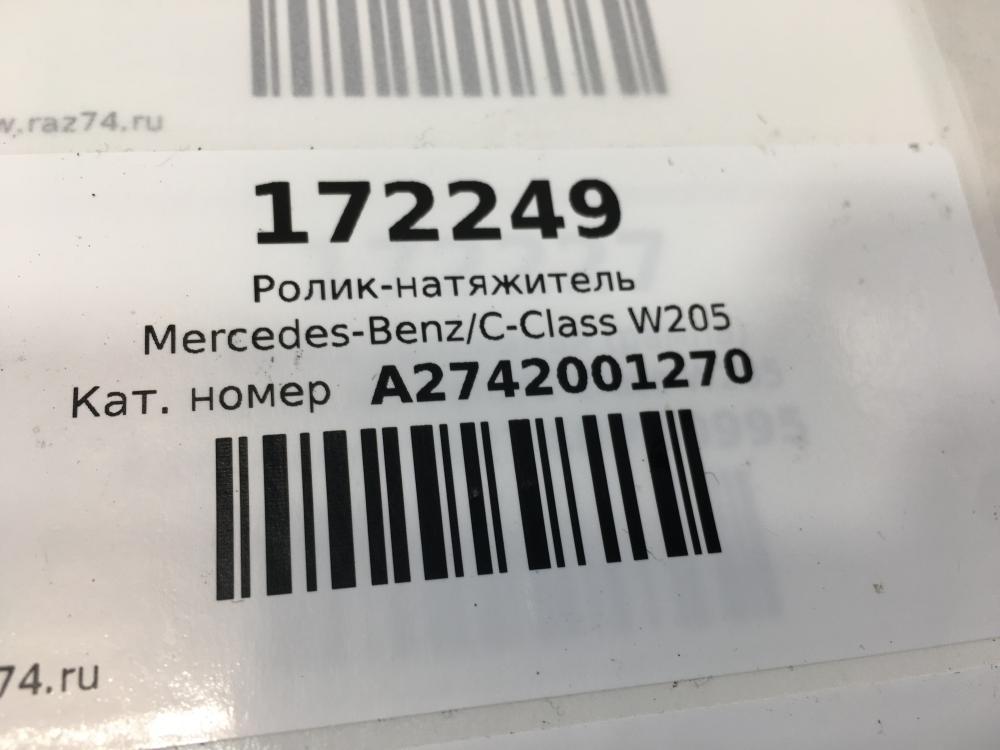 w.raz74.ru
172249
Ролик-натяжитель
Mercedes-Benz/C-Class W205
Кат. номер A2742001270
74.ru